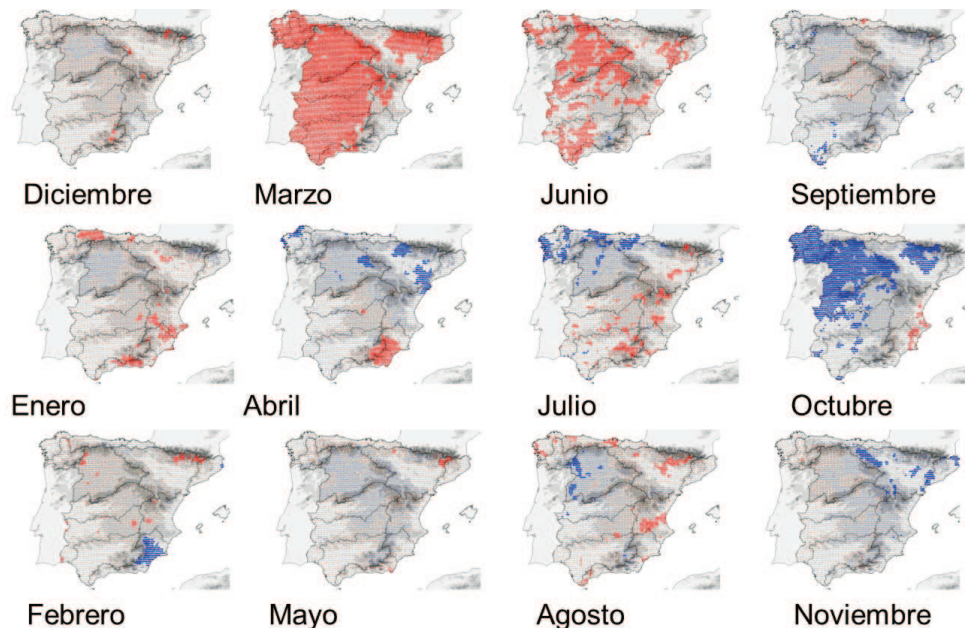 Diciembre Marzo Junio Septiembre
Enero Abril Julio Octubre
Febrero Mayo Agosto Noviembre